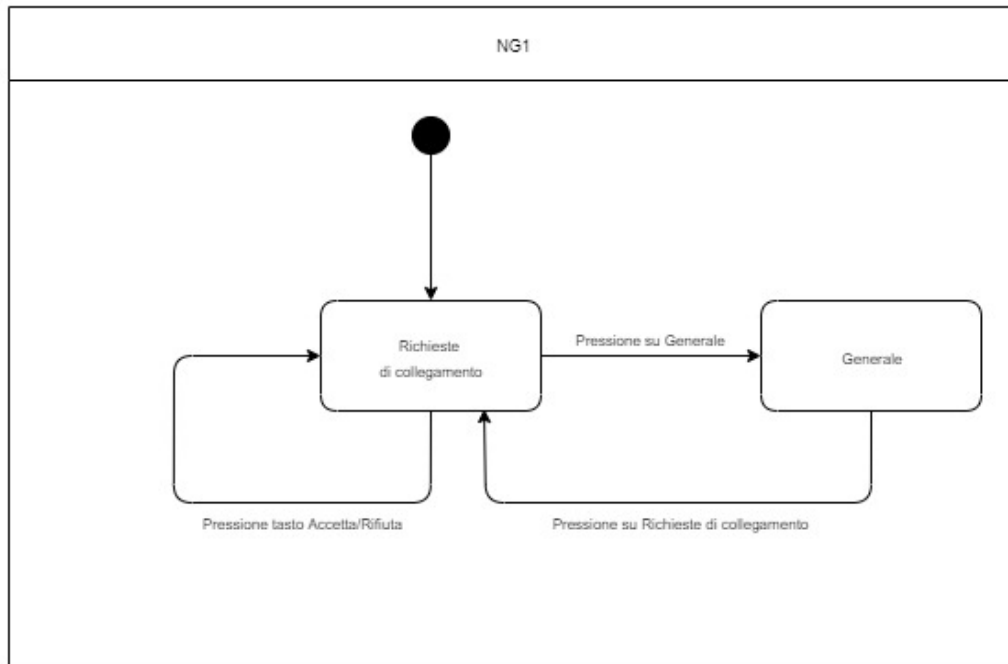 NG1
Richieste
di collegamento
Pressione su Generale
Generale
Pressione tasto Accetta/Rifiuta
Pressione su Richieste di collegamento